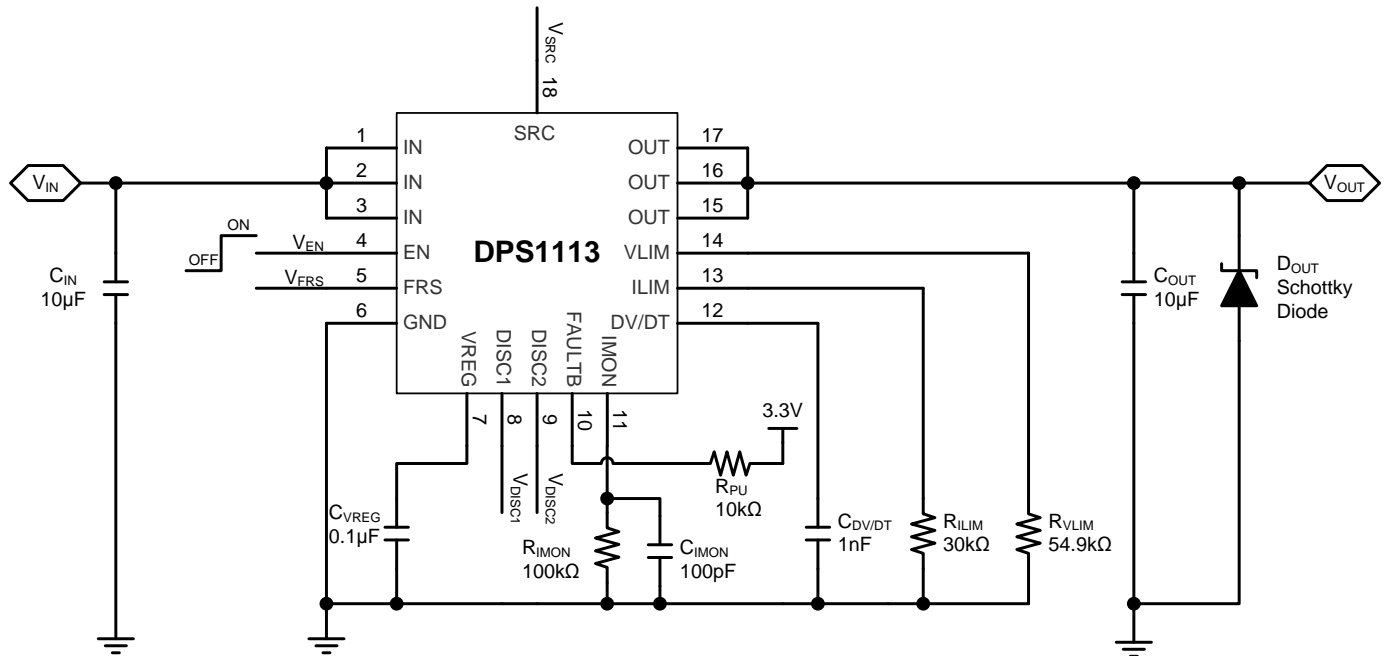 VSRC
18
SRC
1
IN
OUT
17
VIN
2
IN
OUT
16
VOUT
3
IN
OUT
15
ON
OFF
VEN
4
EN
DPS1113
VLIM
14
VFRS
5
FRS
ILIM
13
6
GND
DV/DT
12
CIN
10µF
COUT
10µF
DOUT
Schottky
Diode
VREG
DISC1
DISC2
FAULTB
IMON
7
8
9
10
11
3.3V
VDISC1
VDISC2
RPU
10kΩ
CVREG
0.1µF
RIMON
100kΩ
CIMON
100pF
CDV/DT
1nF
RILIM
30kΩ
RVLIM
54.9kΩ